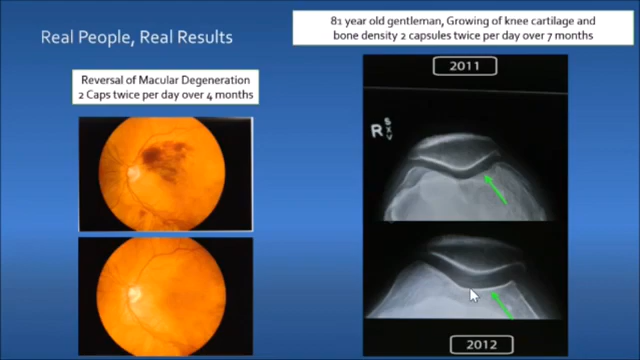 Real People, Real Results
81 year old gentleman, Growing of knee cartilage and
bone density 2 capsules twice per day over 7 months
Reversal of Macular Degeneration
2 Caps twice per day over 4 months
2011
R
2012